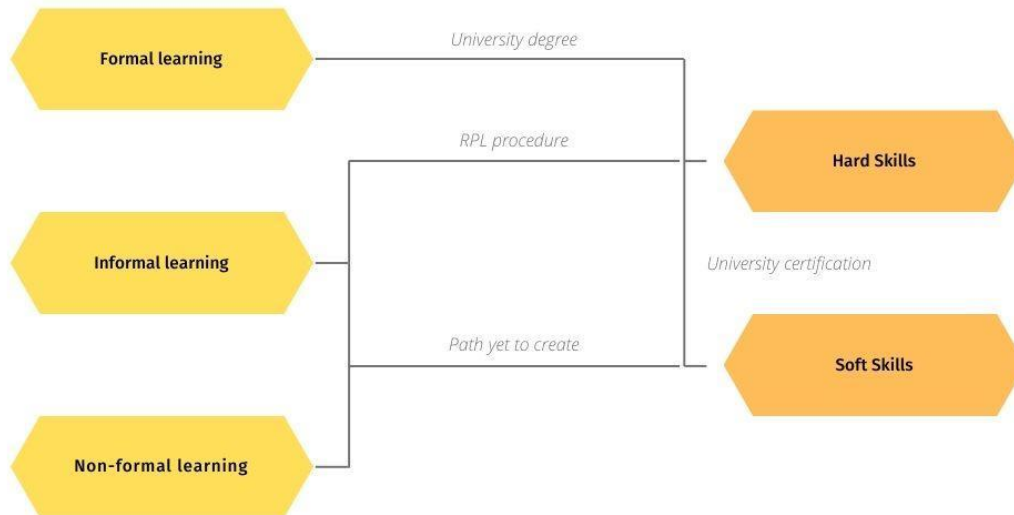 University degree
Formal learning
RPL procedure
Hard Skills
Informal learning
University certification
Path yet to create
Soft Skills
Non-formal learning